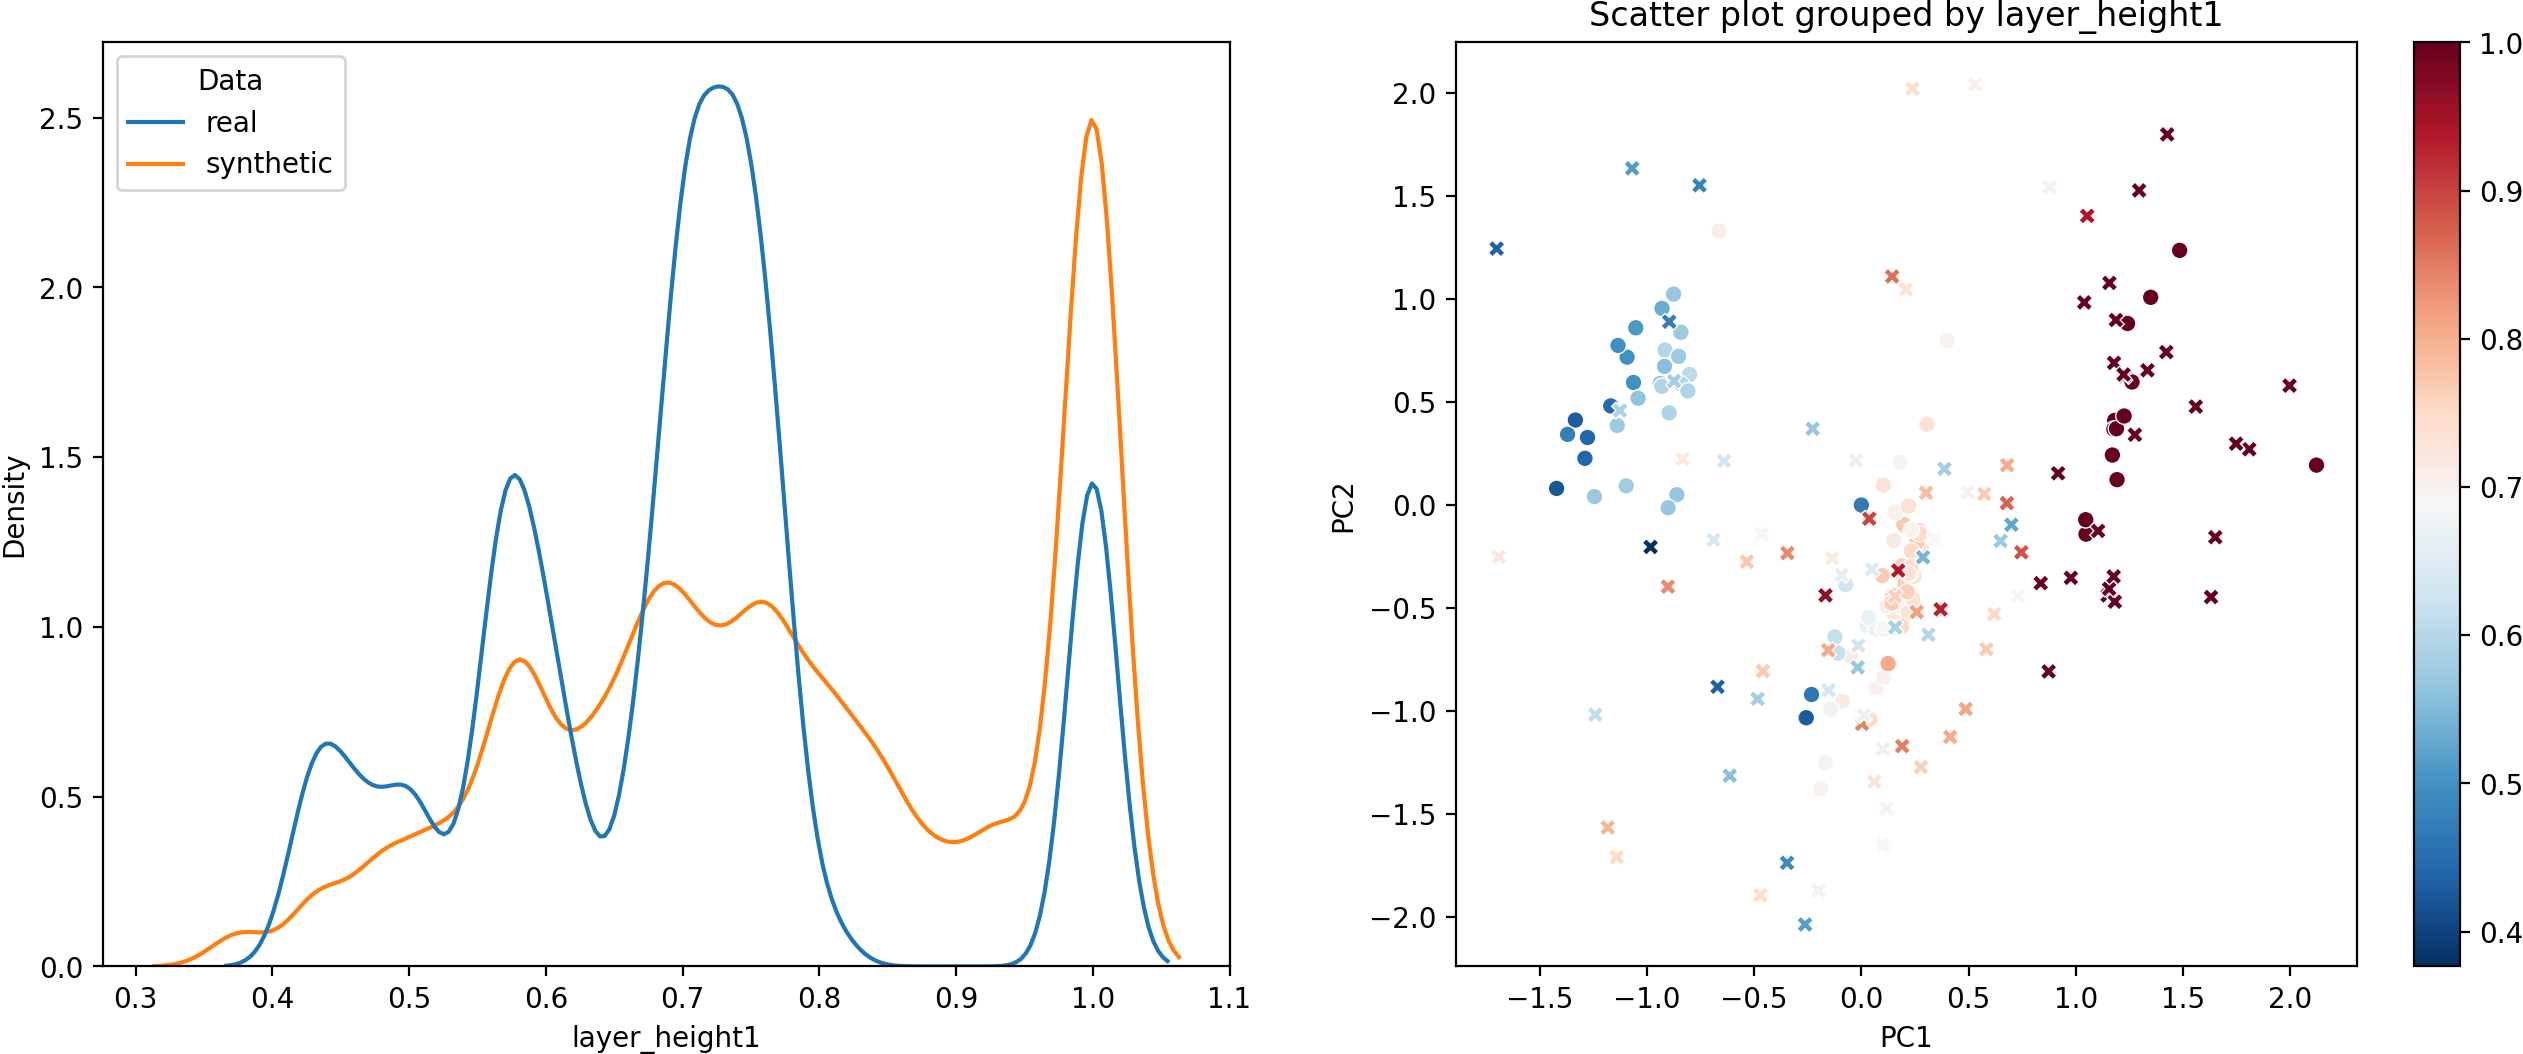 Data
real
synthetic
2.5
2.0
1.5
1.0
0.5
0.0
Density
0.3 0.4 0.5 0.6 0.7 0.8 0.9 1.0 1.1
layer_height1
Scatter plot grouped by layer_height1
2.0
1.5
1.0
0.5
0.0
−0.5
−1.0
−1.5
−2.0
PC2
−1.5 −1.0 −0.5 0.0 0.5 1.0 1.5 2.0
PC1
1.0
0.9
0.8
0.7
0.6
0.5
0.4